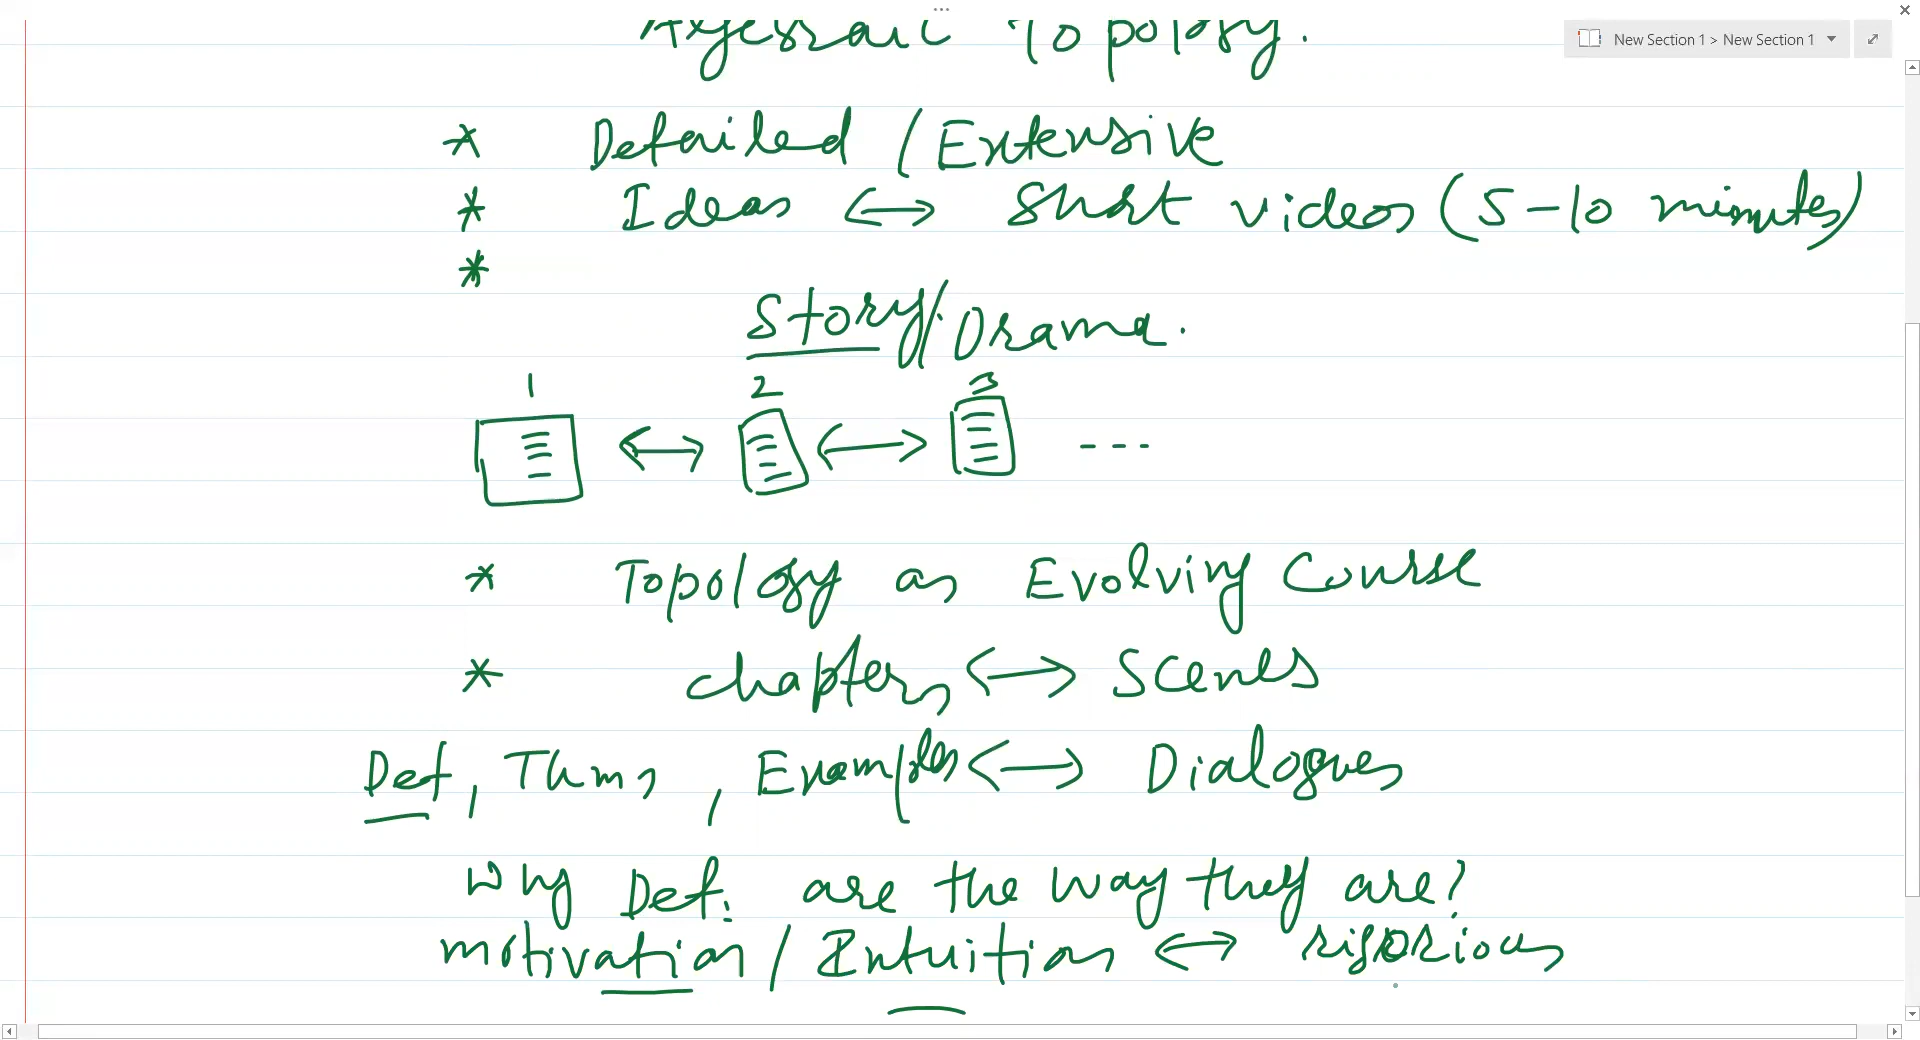 New Section 1 > New Section 1
Algebraic Topology.
* Detailed / Extensive
* Ideas <-> Short videos (5-10 minutes)
*
Story/Drama.
1 2 3
<-> <-> ---
* Topology as Evolving Course
* chapters <-> Scenes
Def, Thms, Examples <-> Dialogues
Why Def. are the way they are?
motivation / Intuition <-> rigorious